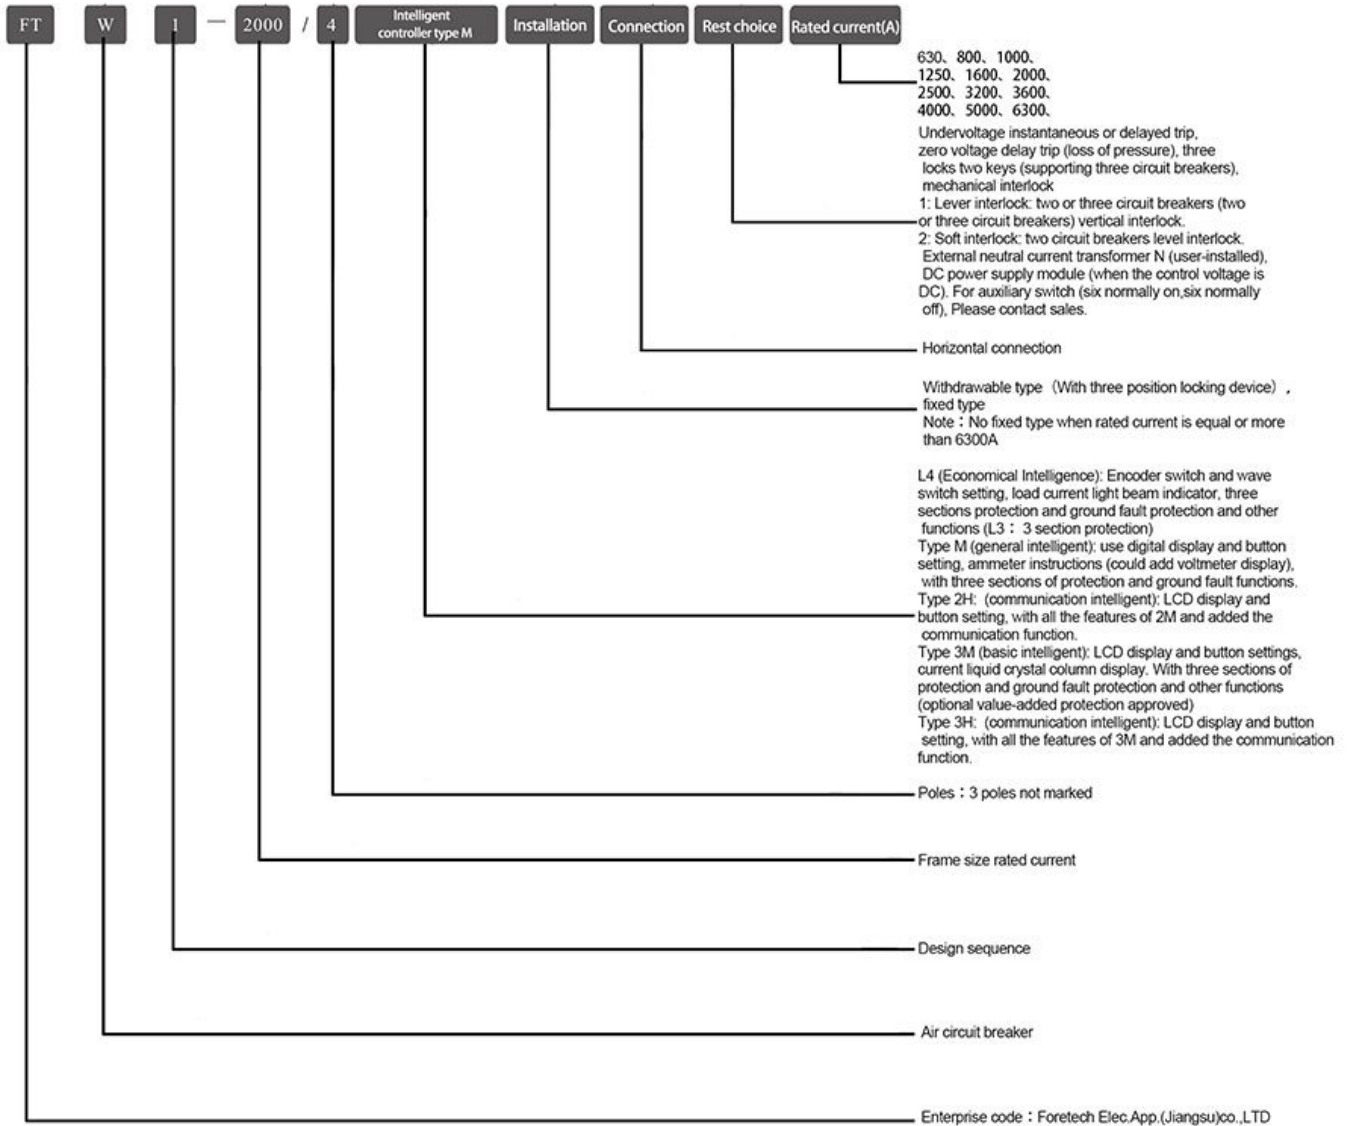 FT W 1 — 2000 / 4 Intelligent controller type M Installation Connection Rest choice Rated current(A)
630、800、1000、
1250、1600、2000、
2500、3200、3600、
4000、5000、6300、
Undervoltage instantaneous or delayed trip,
zero voltage delay trip (loss of pressure), three
locks two keys (supporting three circuit breakers),
mechanical interlock
1: Lever interlock: two or three circuit breakers (two
or three circuit breakers) vertical interlock.
2: Soft interlock: two circuit breakers level interlock.
External neutral current transformer N (user-installed),
DC power supply module (when the control voltage is
DC). For auxiliary switch (six normally on,six normally
off), Please contact sales.
Horizontal connection
Withdrawable type（With three position locking device）,
fixed type
Note：No fixed type when rated current is equal or more
than 6300A
L4 (Economical Intelligence): Encoder switch and wave
switch setting, load current light beam indicator, three
sections protection and ground fault protection and other
functions (L3： 3 section protection)
Type M (general intelligent): use digital display and button
setting, ammeter instructions (could add voltmeter display),
with three sections of protection and ground fault functions.
Type 2H: (communication intelligent): LCD display and
button setting, with all the features of 2M and added the
communication function.
Type 3M (basic intelligent): LCD display and button settings,
current liquid crystal column display. With three sections of
protection and ground fault protection and other functions
(optional value-added protection approved)
Type 3H: (communication intelligent): LCD display and button
setting, with all the features of 3M and added the communication
function.
Poles：3 poles not marked
Frame size rated current
Design sequence
Air circuit breaker
Enterprise code：Foretech Elec.App.(Jiangsu)co.,LTD